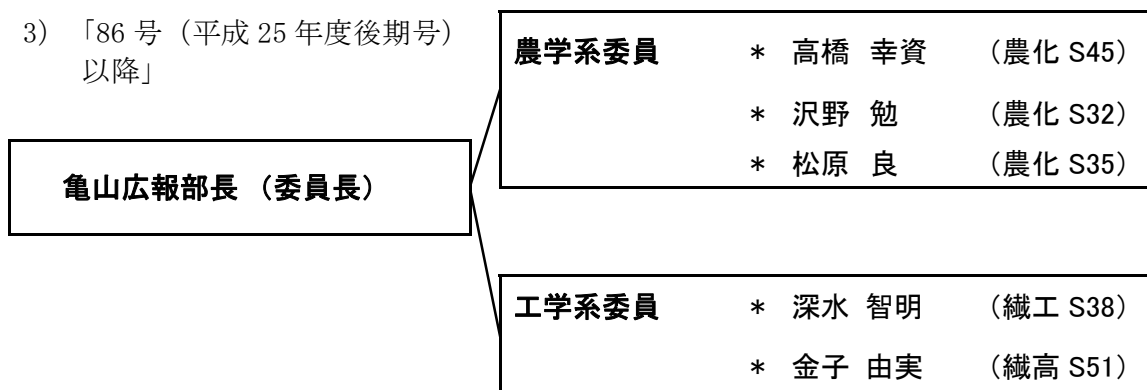 3) 「86 号（平成 25 年度後期号）
以降」
亀山広報部長 （委員長）
農学系委員 * 高橋 幸資 （農化 S45）
* 沢野 勉 （農化 S32）
* 松原 良 （農化 S35）
工学系委員 * 深水 智明 （繊工 S38）
* 金子 由実 （繊高 S51）